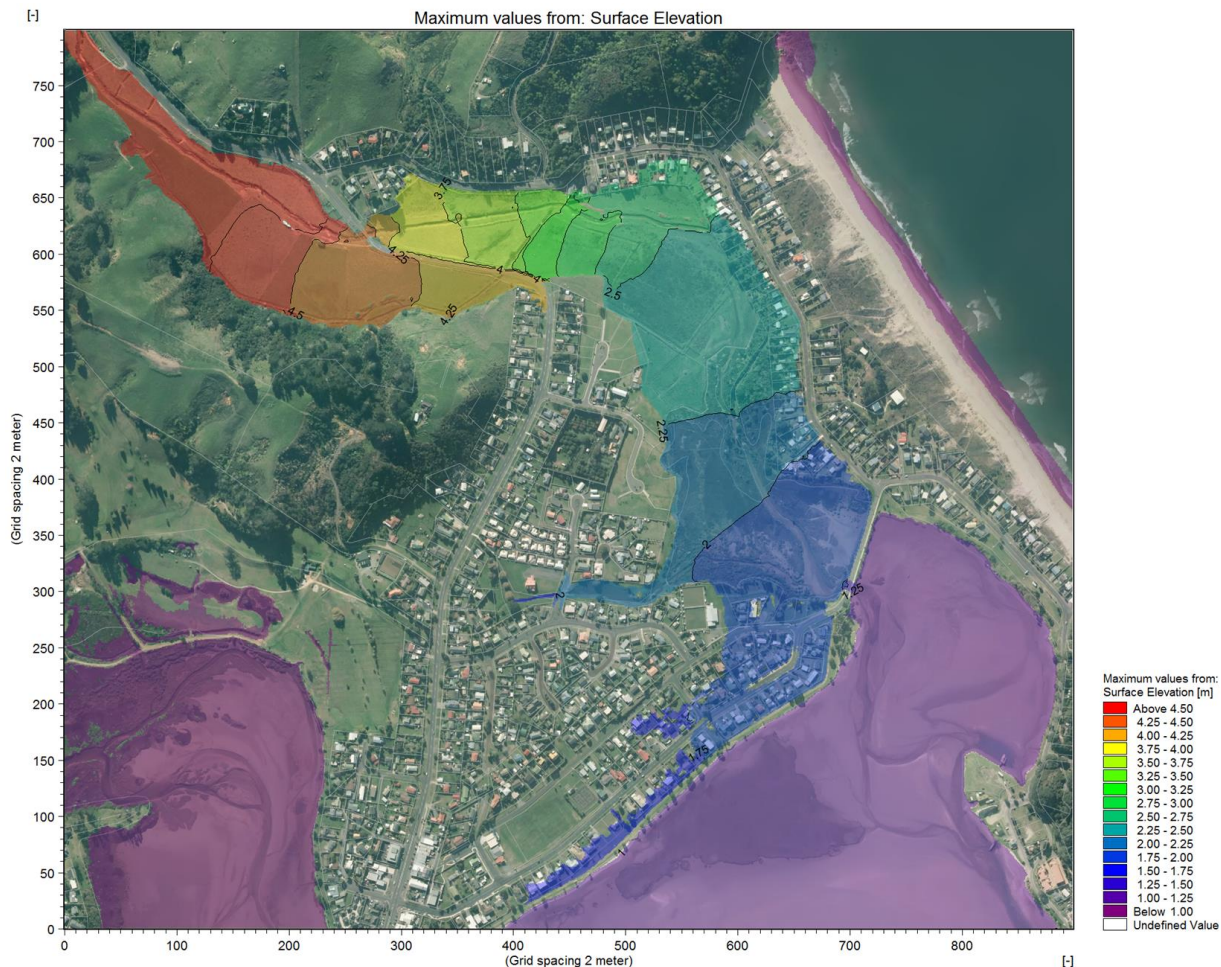 Maximum values from: Surface Elevation
[-]
750
700
650
600
550
500
450
400
350
300
250
200
150
100
50
0
(Grid spacing 2 meter)
3.75
4.25
4
4
2.5
4.5
4.25
2.25
2
2
1.25
1.75
1
0 100 200 300 400 500 600 700 800
(Grid spacing 2 meter)
[-]
Maximum values from:
Surface Elevation [m]
Above 4.50
4.25 - 4.50
4.00 - 4.25
3.75 - 4.00
3.50 - 3.75
3.25 - 3.50
3.00 - 3.25
2.75 - 3.00
2.50 - 2.75
2.25 - 2.50
2.00 - 2.25
1.75 - 2.00
1.50 - 1.75
1.25 - 1.50
1.00 - 1.25
Below 1.00
Undefined Value